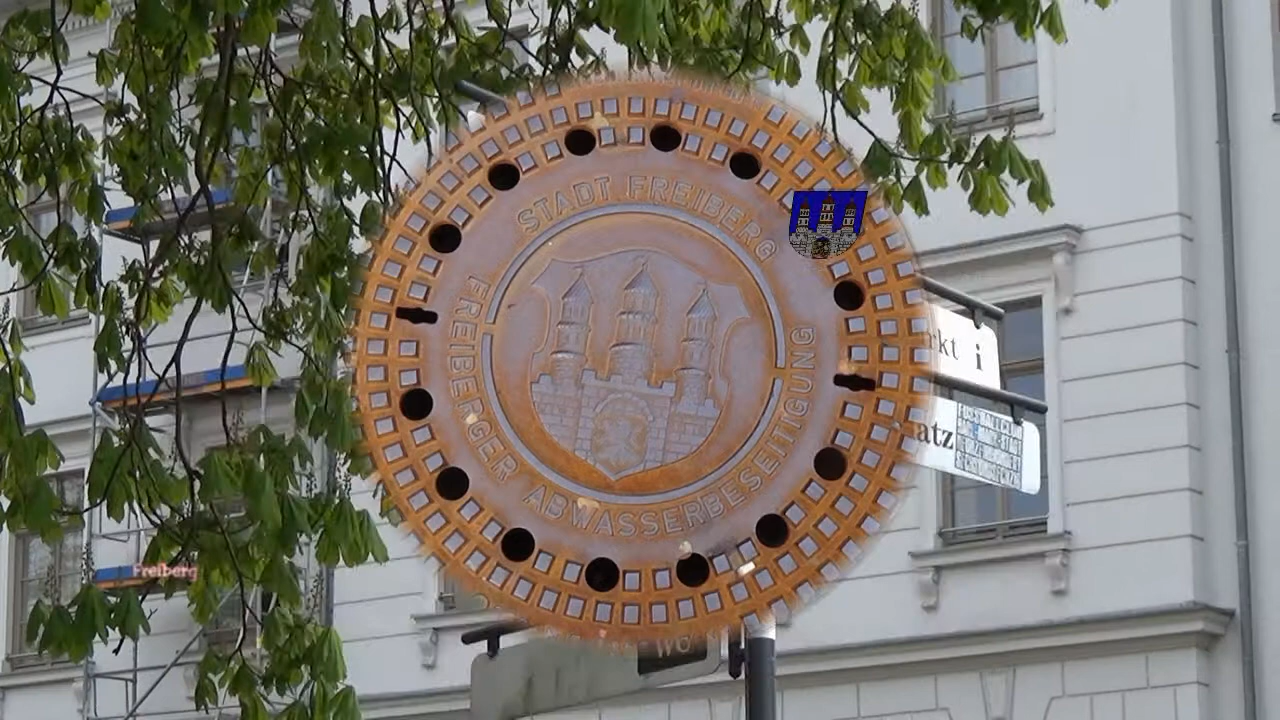 STADT FREIBERG
FREIBERGER ABWASSERBESEITIGUNG
rkt i
atz
Freiberg